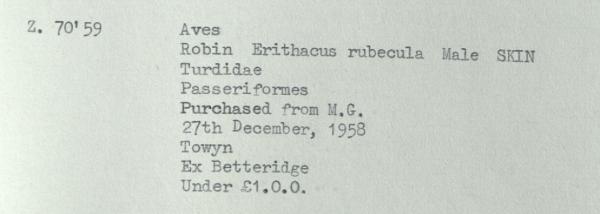 Z. 70'59 Aves
Robin Erithacus rubecula Male SKIN
Turdidae
Passeriformes
Purchased from M.G.
27th December, 1958
Towyn
Ex Betteridge
Under £1.0.0.